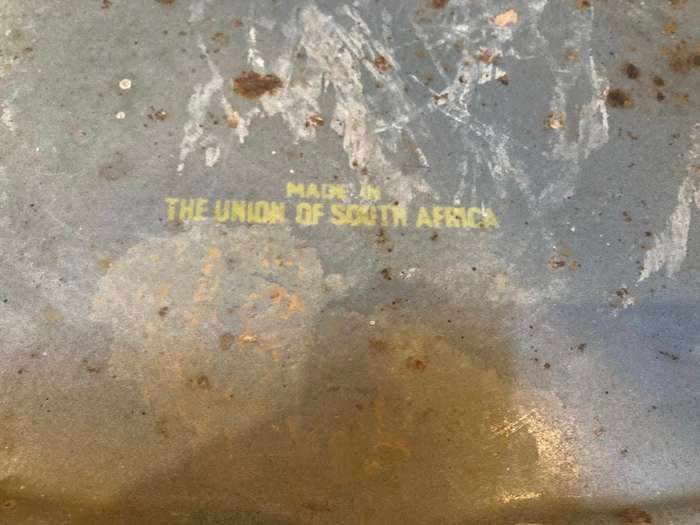 MADE IN
THE UNION OF SOUTH AFRICA